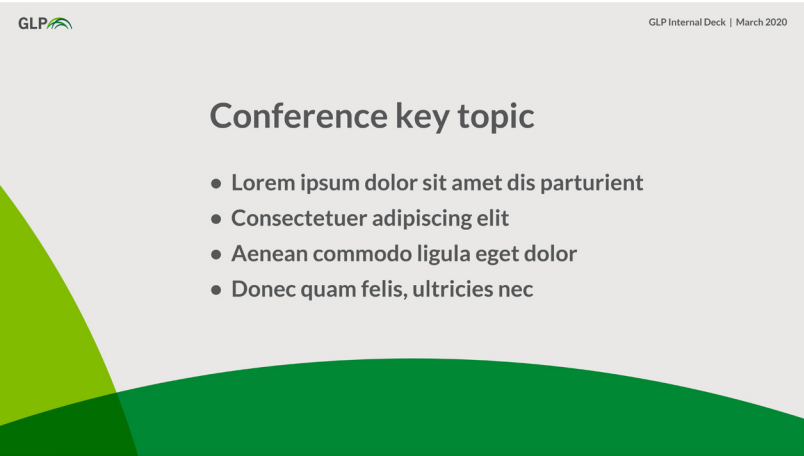 GLP
GLP Internal Deck | March 2020
Conference key topic
● Lorem ipsum dolor sit amet dis parturient
● Consectetuer adipiscing elit
● Aenean commodo ligula eget dolor
● Donec quam felis, ultricies nec